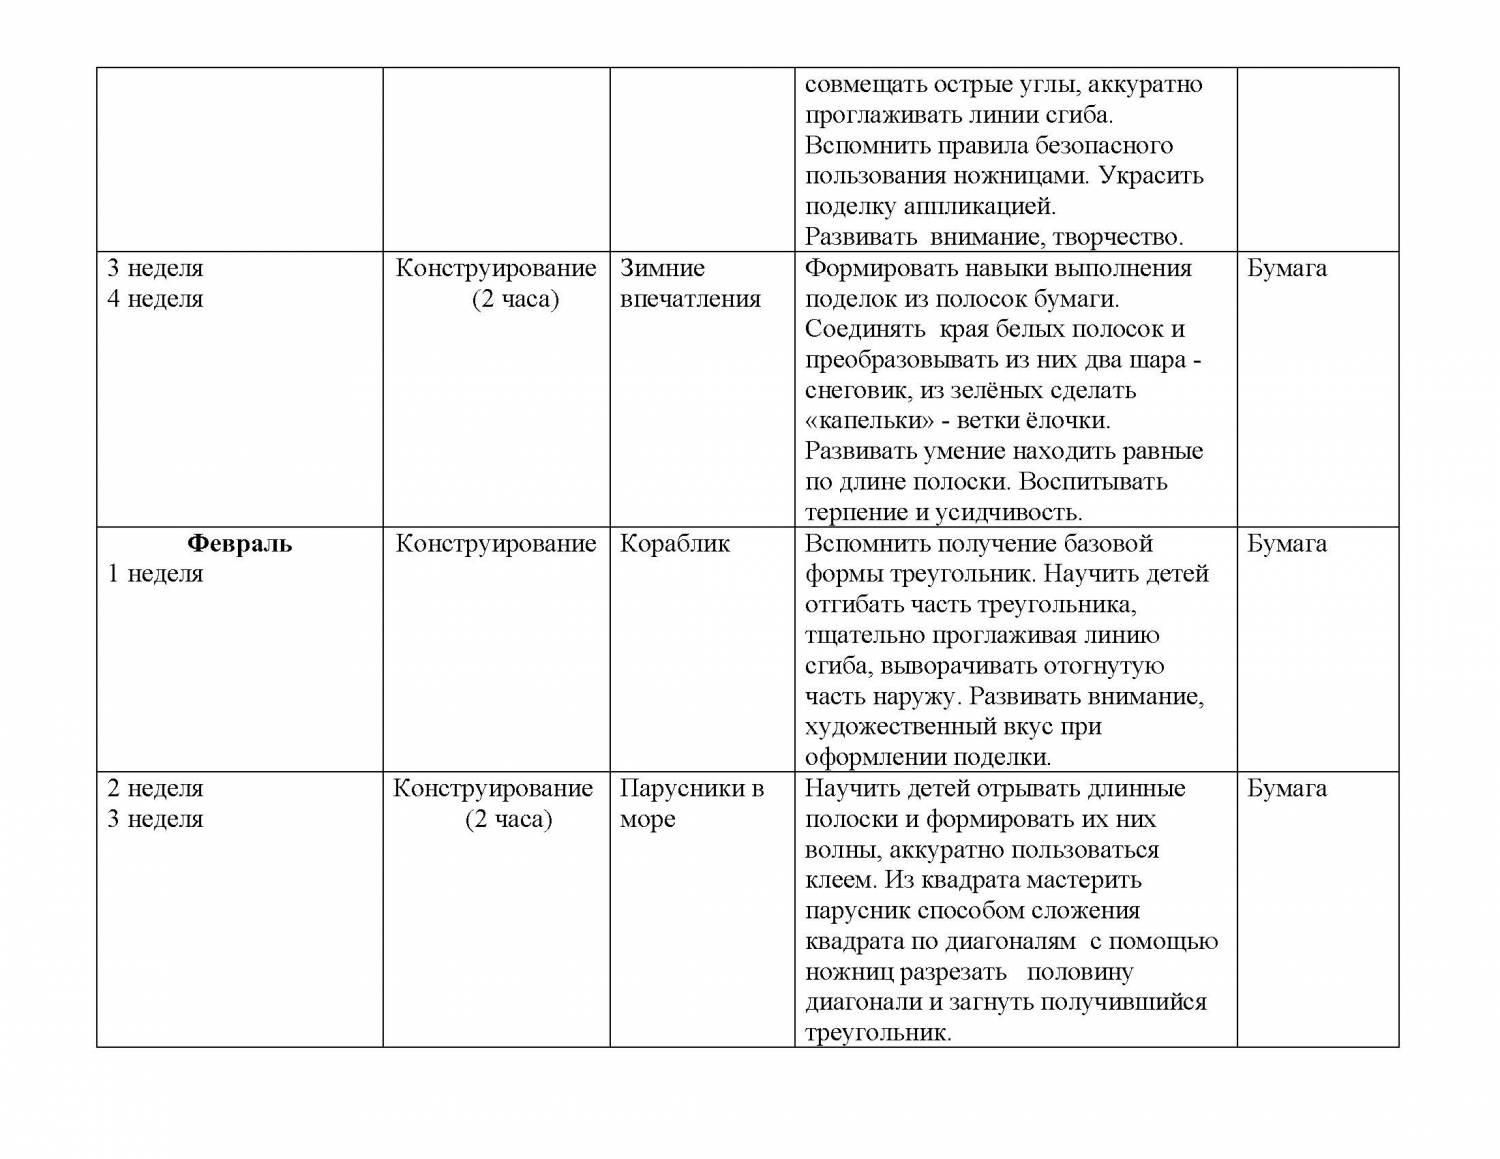 совмещать острые углы, аккуратно
проглаживать линии сгиба.
Вспомнить правила безопасного
пользования ножницами. Украсить
поделку аппликацией.
Развивать  внимание, творчество.
3 неделя
4 неделя
Конструирование
(2 часа)
Зимние
впечатления
Формировать навыки выполнения
поделок из полосок бумаги.
Соединять  края белых полосок и
преобразовывать из них два шара -
снеговик, из зелёных сделать
«капельки» - ветки ёлочки.
Развивать умение находить равные
по длине полоски. Воспитывать
терпение и усидчивость.
Бумага
Февраль
1 неделя
Конструирование
Кораблик
Вспомнить получение базовой
формы треугольник. Научить детей
отгибать часть треугольника,
тщательно проглаживая линию
сгиба, выворачивать отогнутую
часть наружу. Развивать внимание,
художественный вкус при
оформлении поделки.
Бумага
2 неделя
3 неделя
Конструирование
(2 часа)
Парусники в
море
Научить детей отрывать длинные
полоски и формировать их них
волны, аккуратно пользоваться
клеем. Из квадрата мастерить
парусник способом сложения
квадрата по диагоналям  с помощью
ножниц разрезать   половину
диагонали и загнуть получившийся
треугольник.
Бумага